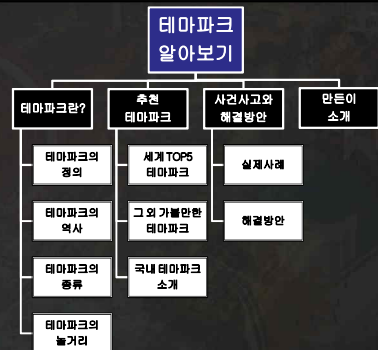 테마파크
알아보기
테마파크란?
추천
테마파크
사건사고와
해결방안
만든이
소개
테마파크의
정의
테마파크의
역사
테마파크의
종류
테마파크의
놀거리
세계 TOP5
테마파크
그 외 가볼만한
테마파크
국내 테마파크
소개
실제사례
해결방안